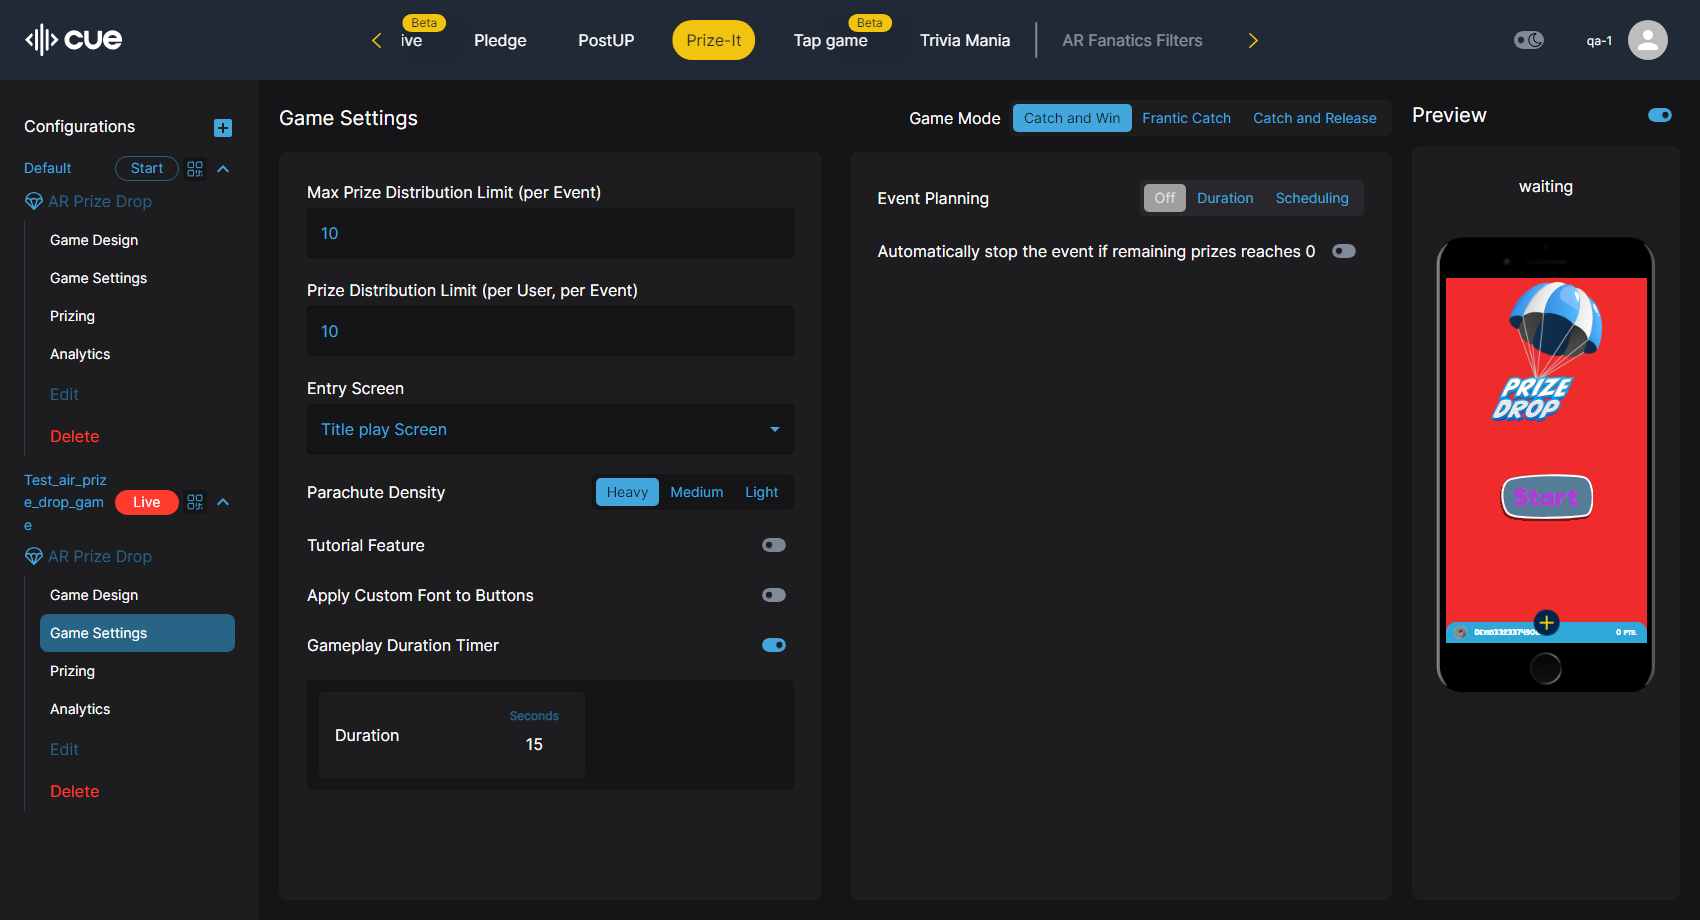 cue
ive
Beta
Pledge
PostUP
Prize-It
Tap game
Beta
Trivia Mania
AR Fanatics Filters
qa-1
Configurations
Default
Start
AR Prize Drop
Game Design
Game Settings
Prizing
Analytics
Edit
Delete
Test_air_priz
e_drop_gam
e
Live
AR Prize Drop
Game Design
Game Settings
Prizing
Analytics
Edit
Delete
Game Settings
Game Mode
Catch and Win
Frantic Catch
Catch and Release
Max Prize Distribution Limit (per Event)
10
Prize Distribution Limit (per User, per Event)
10
Entry Screen
Title play Screen
Parachute Density
Heavy
Medium
Light
Tutorial Feature
Apply Custom Font to Buttons
Gameplay Duration Timer
Duration
Seconds
15
Event Planning
Off
Duration
Scheduling
Automatically stop the event if remaining prizes reaches 0
Preview
waiting
PRIZE
DROP
Start
0 PTS.